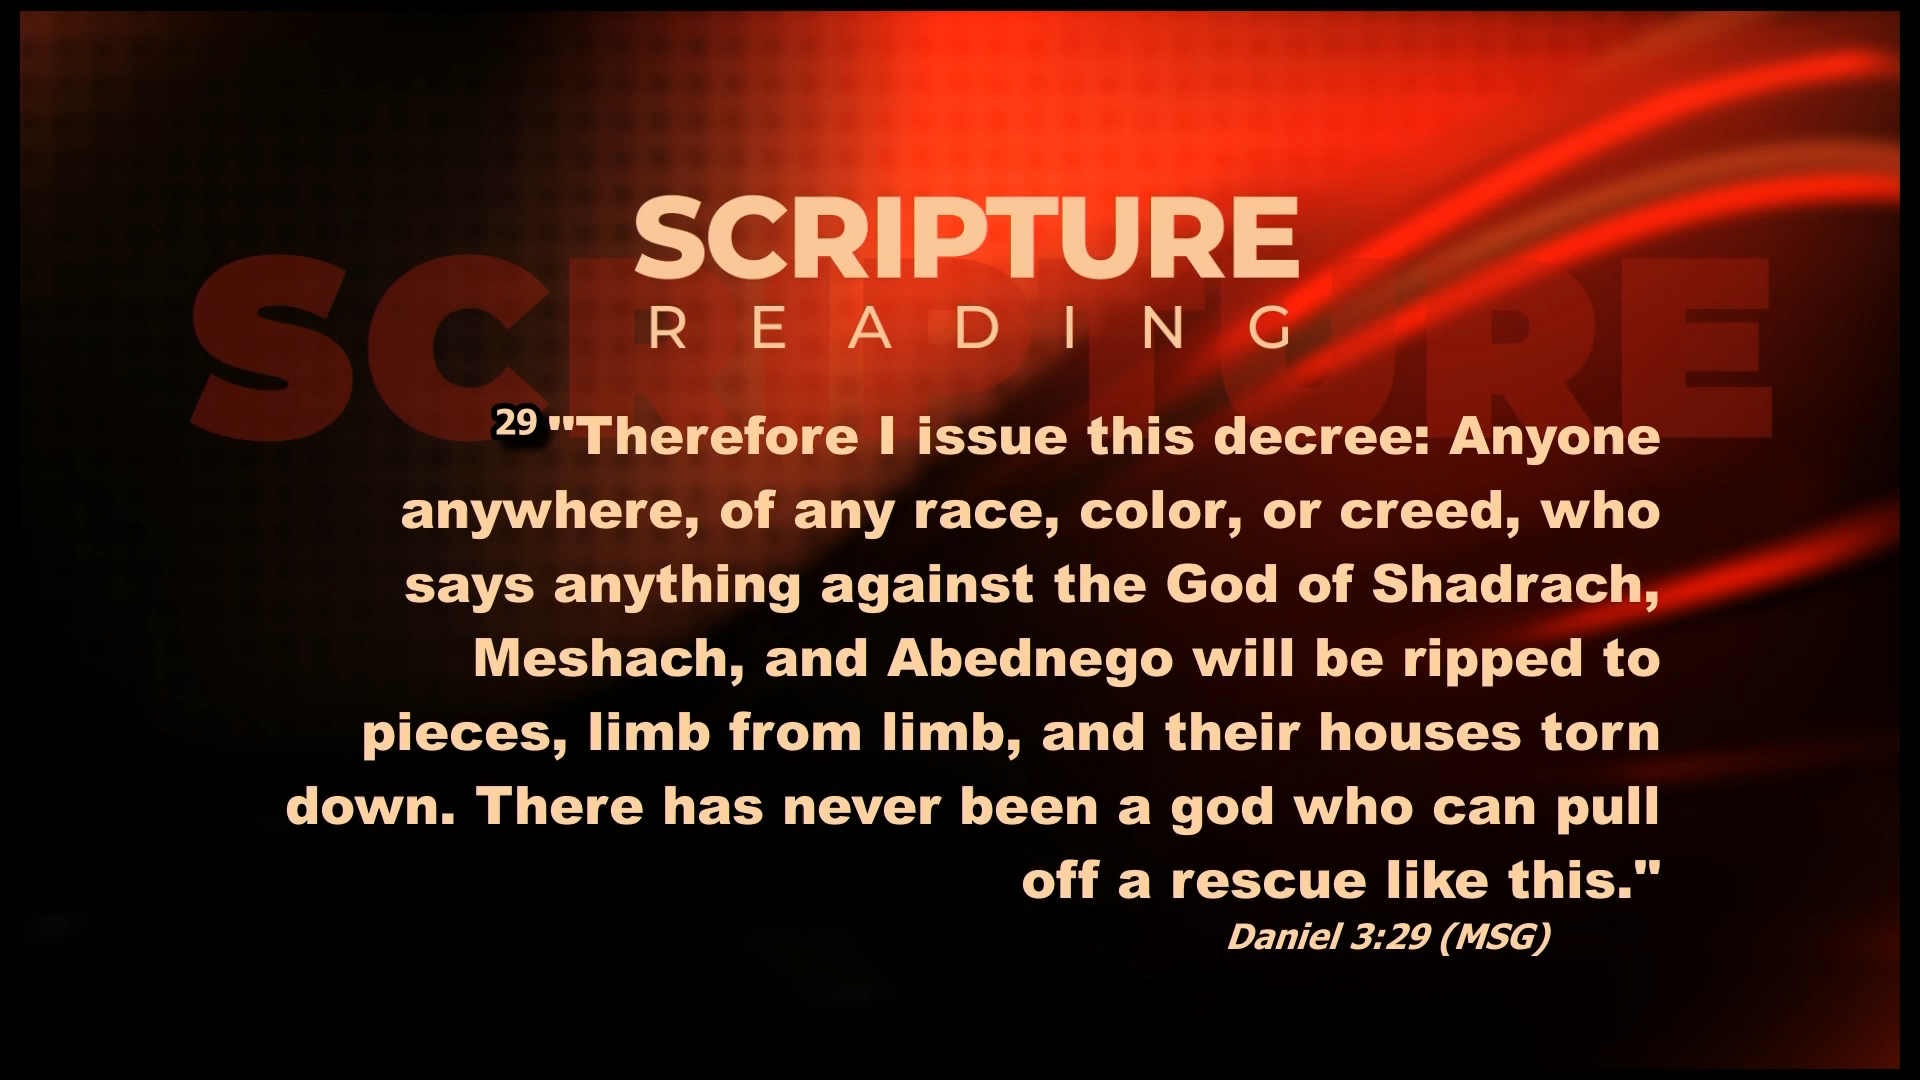 SCRIPTURE
SCRIPTURE
READING
29 "Therefore I issue this decree: Anyone
anywhere, of any race, color, or creed, who
says anything against the God of Shadrach,
Meshach, and Abednego will be ripped to
pieces, limb from limb, and their houses torn
down. There has never been a god who can pull
off a rescue like this."
Daniel 3:29 (MSG)